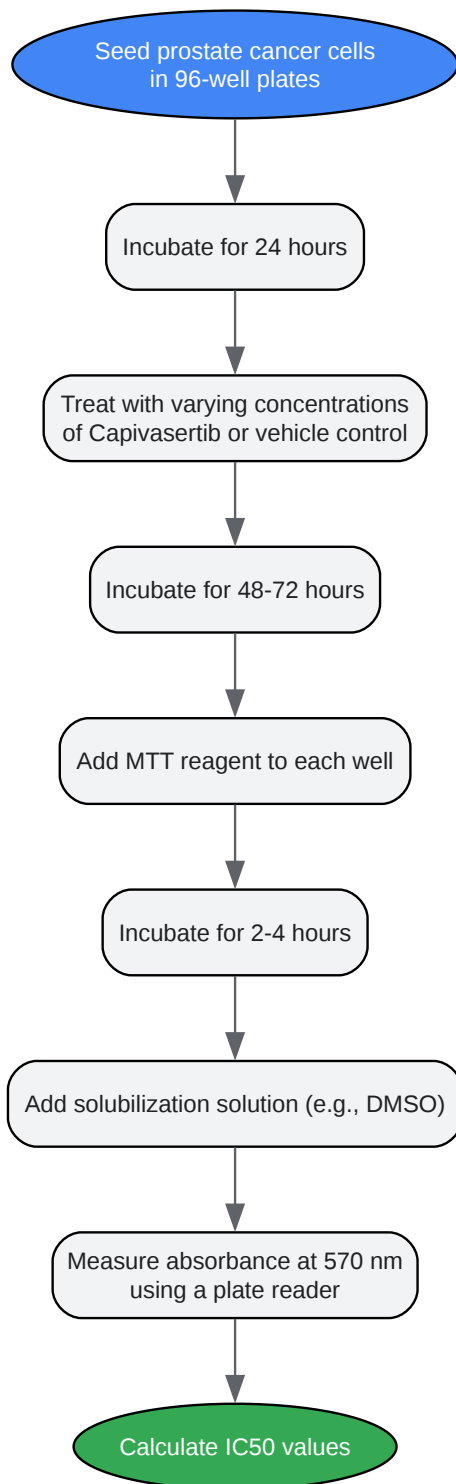 Seed prostate cancer cells
in 96-well plates
Incubate for 24 hours
Treat with varying concentrations
of Capivasertib or vehicle control
Incubate for 48-72 hours
Add MTT reagent to each well
Incubate for 2-4 hours
Add solubilization solution (e.g., DMSO)
Measure absorbance at 570 nm
using a plate reader
Calculate IC50 values